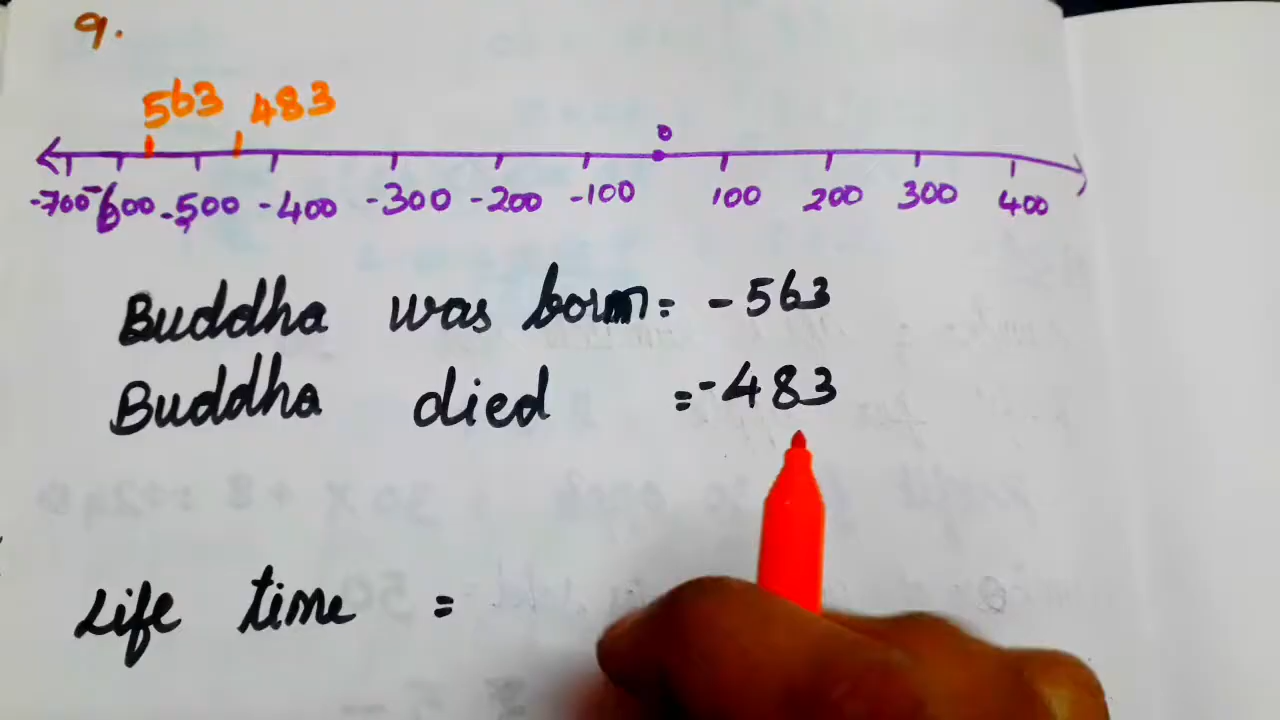 9.
563 483
0
-700 -600 -500 -400 -300 -200 -100 100 200 300 400
Buddha was born = -563
Buddha died = -483
Life time =